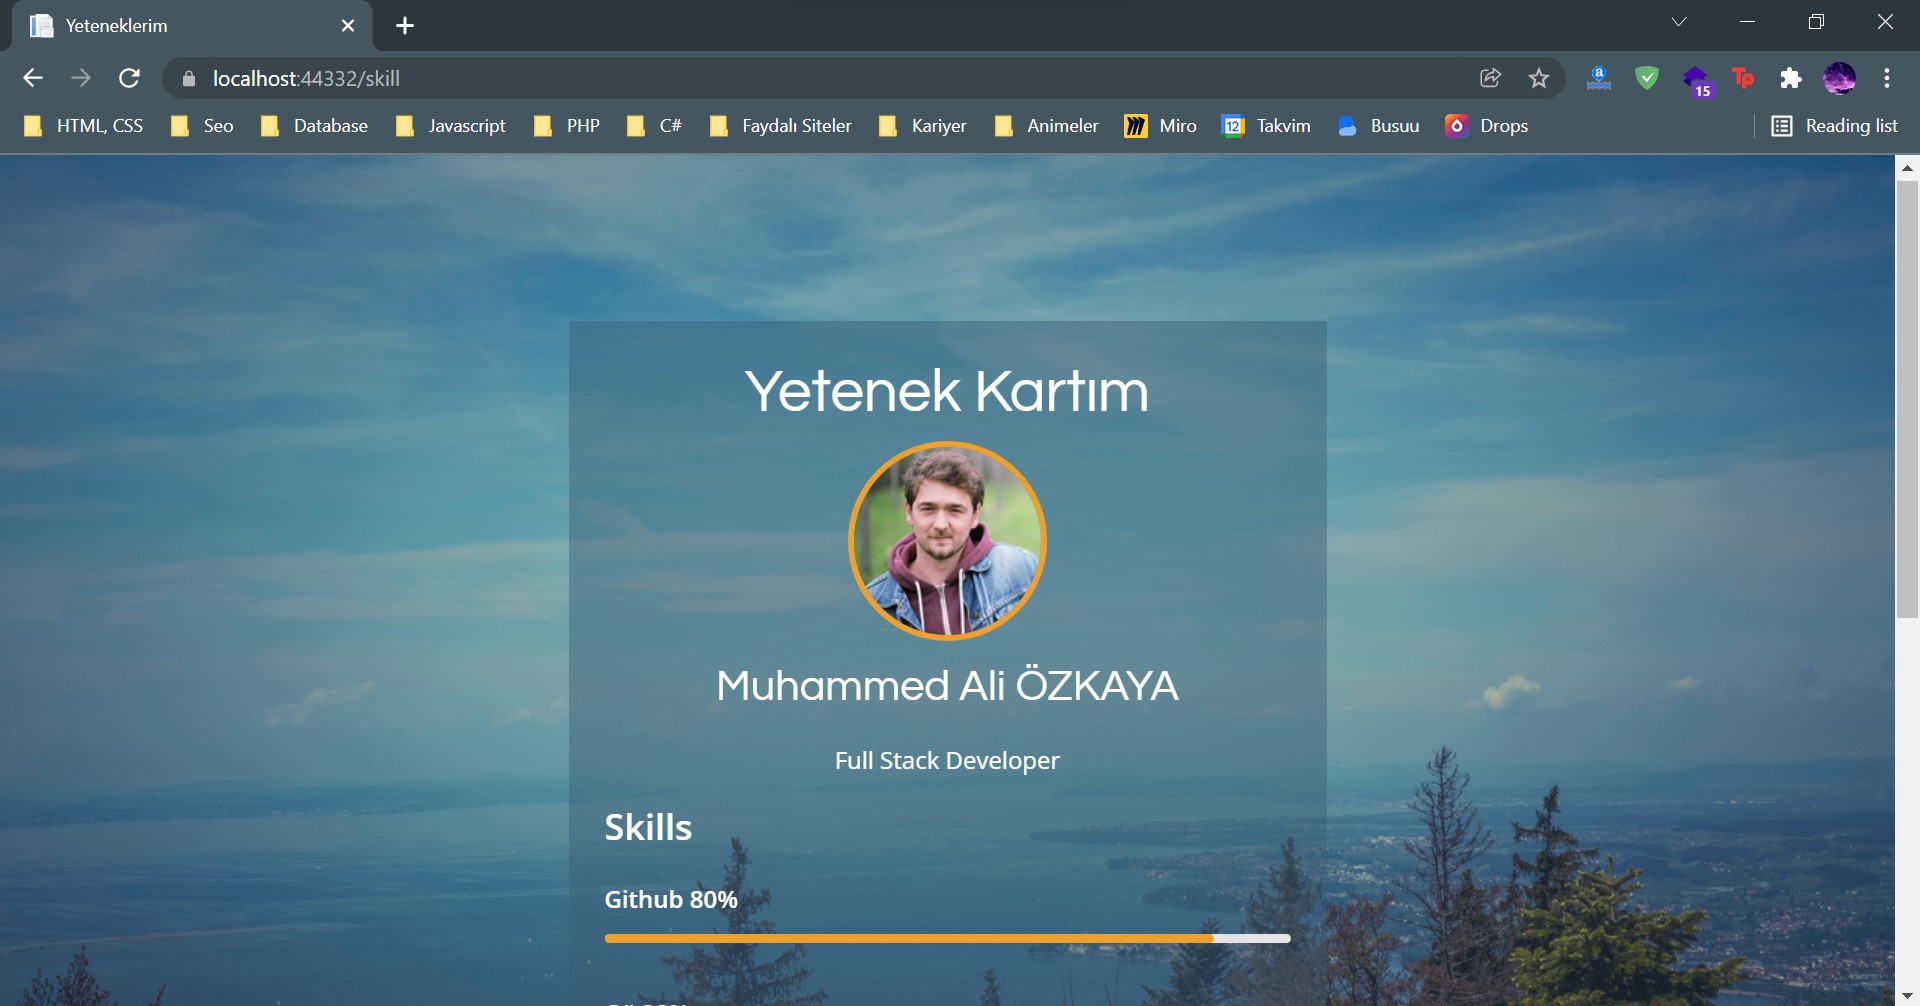 Yeteneklerim
localhost:44332/skill
15
HTML, CSS
Seo
Database
Javascript
PHP
C#
Faydalı Siteler
Kariyer
Animeler
Miro
12
Takvim
Busuu
Drops
Reading list
Yetenek Kartım
Muhammed Ali ÖZKAYA
Full Stack Developer
Skills
Github 80%